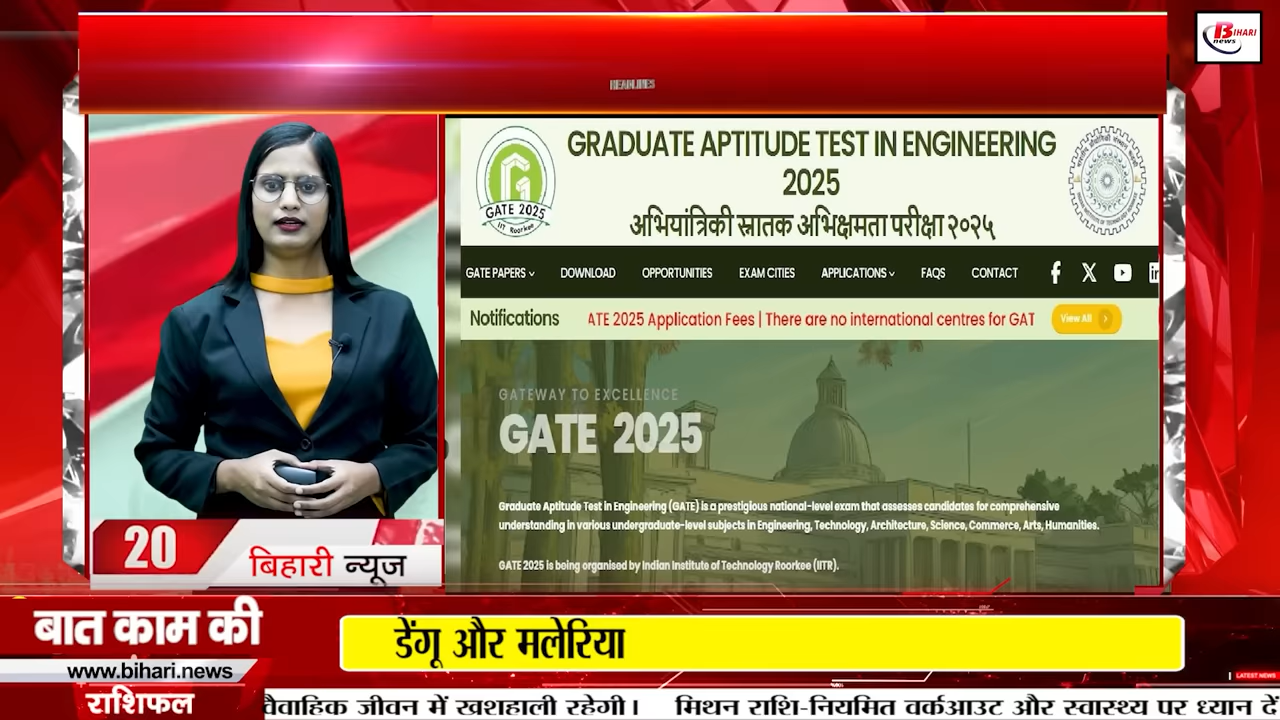 BIHARI
news
HEADLINES
GRADUATE APTITUDE TEST IN ENGINEERING
2025
अभियांत्रिकी स्नातक अभिक्षमता परीक्षा २०२५
GATE 2025
IIT Roorkee
GATE PAPERS DOWNLOAD OPPORTUNITIES EXAM CITIES APPLICATIONS FAQS CONTACT
Notifications ATE 2025 Application Fees | There are no international centres for GAT View All
GATEWAY TO EXCELLENCE
GATE 2025
Graduate Aptitude Test in Engineering (GATE) is a prestigious national-level exam that assesses candidates for comprehensive
understanding in various undergraduate-level subjects in Engineering, Technology, Architecture, Science, Commerce, Arts, Humanities.
GATE 2025 is being organised by Indian Institute of Technology Roorkee (IITR).
20
बिहारी न्यूज
बात काम की
डेंगू और मलेरिया
www.bihari.news
LATEST NEWS
राशिफल
वैवाहिक जीवन में खशहाली रहेगी। मिथन राशि-नियमित वर्कआउट और स्वास्थ्य पर ध्यान दें